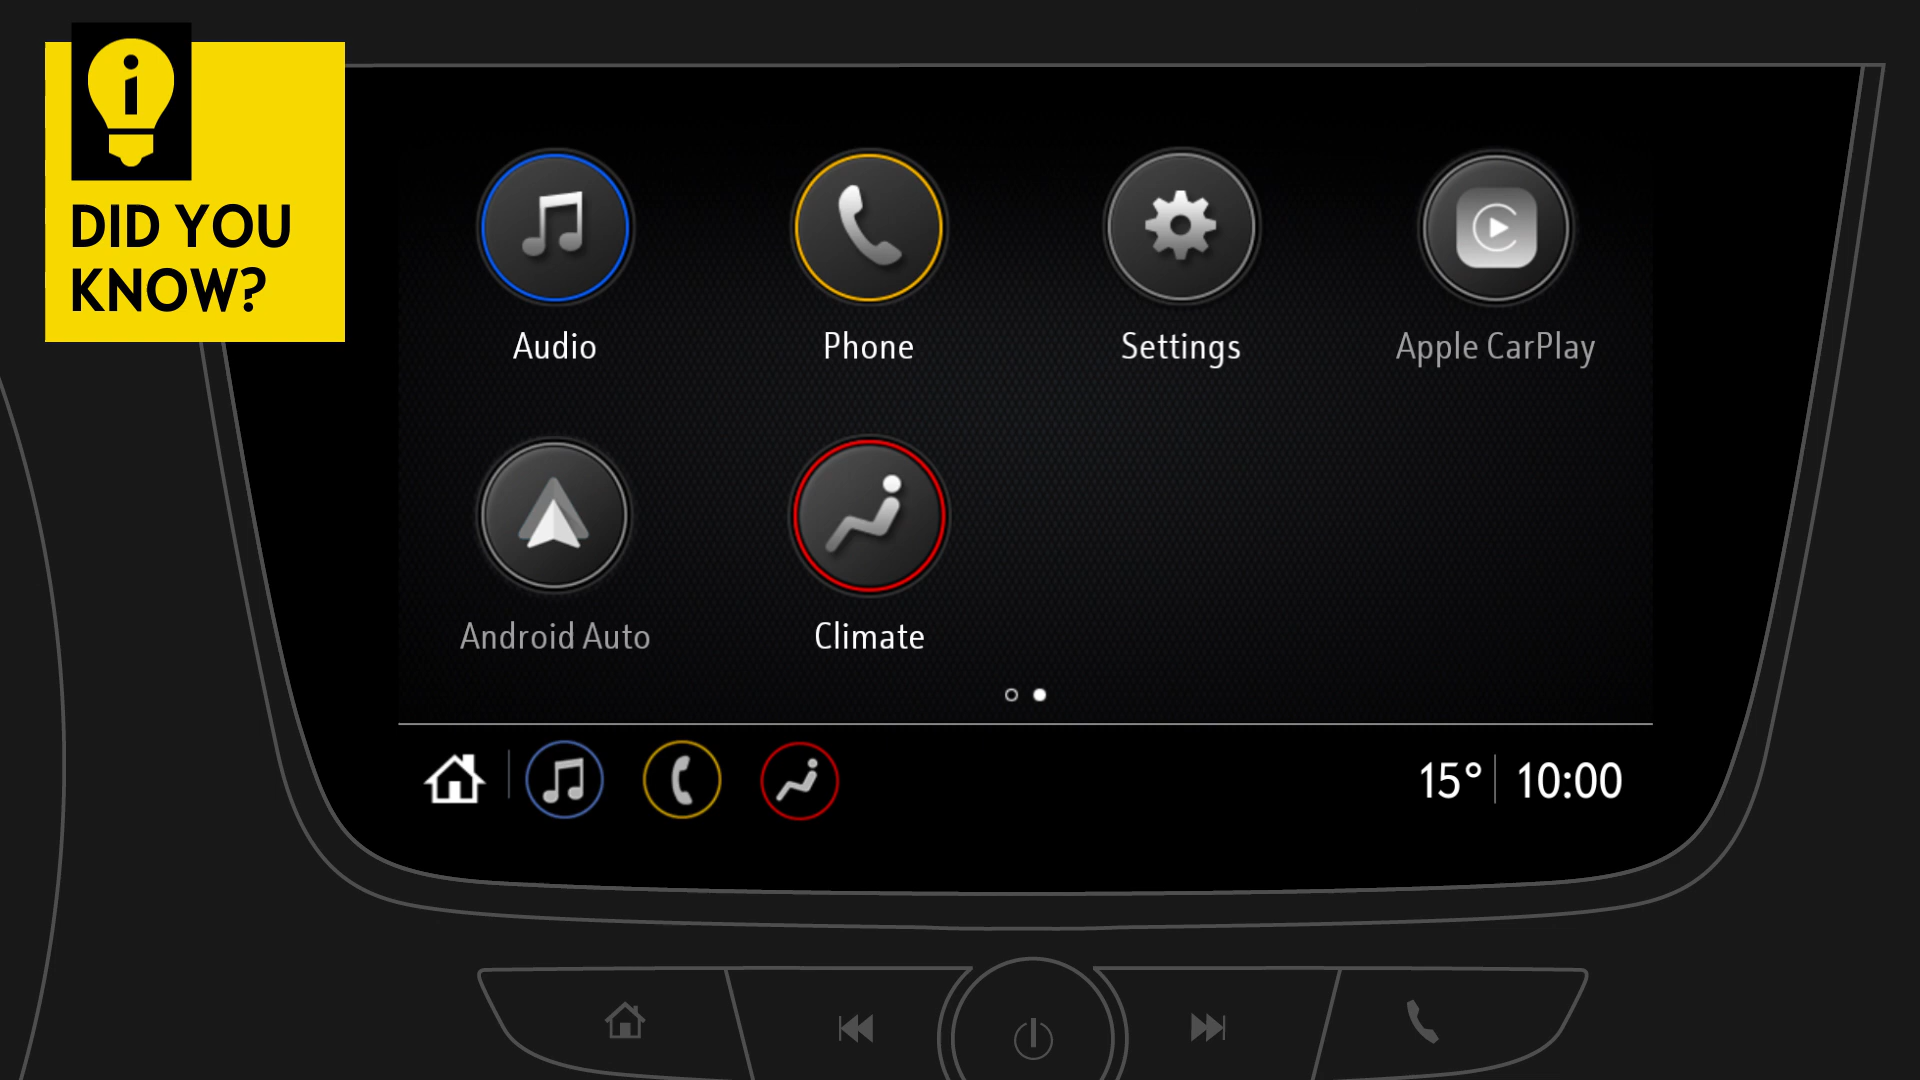 DID YOU
KNOW?
Audio
Phone
Settings
Apple CarPlay
Android Auto
Climate
15°
10:00